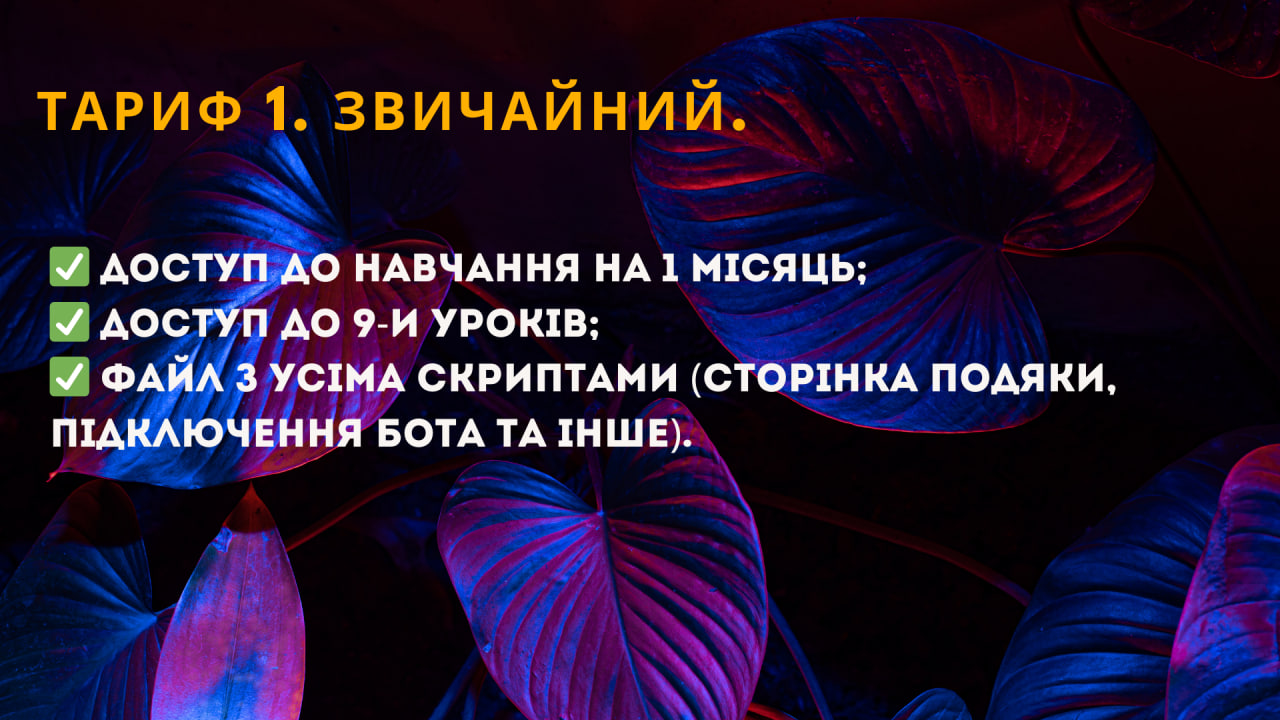 ТАРИФ 1. ЗВИЧАЙНИЙ.
✅ ДОСТУП ДО НАВЧАННЯ НА 1 МІСЯЦЬ;
✅ ДОСТУП ДО 9-И УРОКІВ;
✅ ФАЙЛ З УСІМА СКРИПТАМИ (СТОРІНКА ПОДЯКИ,
ПІДКЛЮЧЕННЯ БОТА ТА ІНШЕ).